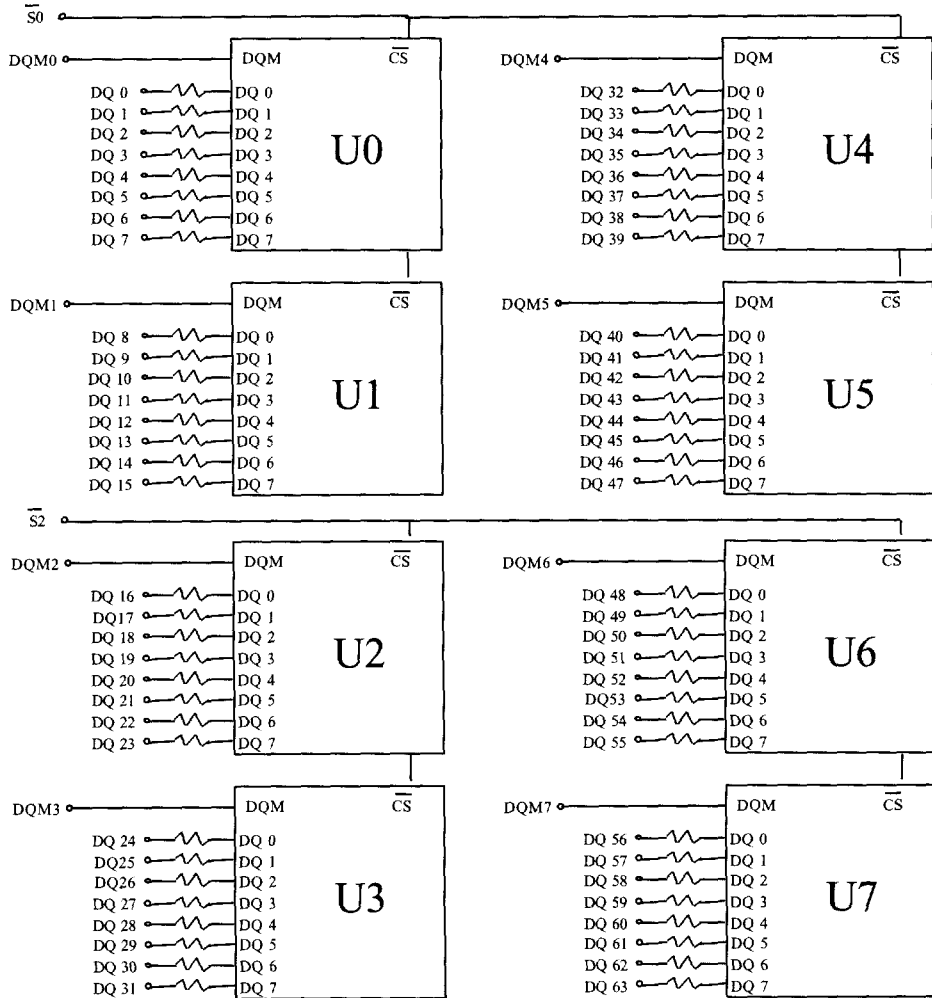 S0
DQM0 DQM CS DQM4 DQM CS
DQ 0 DQ 0 DQ 32 DQ 0
DQ 1 DQ 1 DQ 33 DQ 1
DQ 2 DQ 2 DQ 34 DQ 2
DQ 3 DQ 3 DQ 35 DQ 3
DQ 4 DQ 4 DQ 36 DQ 4
DQ 5 DQ 5 DQ 37 DQ 5
DQ 6 DQ 6 DQ 38 DQ 6
DQ 7 DQ 7 DQ 39 DQ 7
U0 U4
DQM1 DQM CS DQM5 DQM CS
DQ 8 DQ 0 DQ 40 DQ 0
DQ 9 DQ 1 DQ 41 DQ 1
DQ 10 DQ 2 DQ 42 DQ 2
DQ 11 DQ 3 DQ 43 DQ 3
DQ 12 DQ 4 DQ 44 DQ 4
DQ 13 DQ 5 DQ 45 DQ 5
DQ 14 DQ 6 DQ 46 DQ 6
DQ 15 DQ 7 DQ 47 DQ 7
U1 U5
S2
DQM2 DQM CS DQM6 DQM CS
DQ 16 DQ 0 DQ 48 DQ 0
DQ17 DQ 1 DQ 49 DQ 1
DQ 18 DQ 2 DQ 50 DQ 2
DQ 19 DQ 3 DQ 51 DQ 3
DQ 20 DQ 4 DQ 52 DQ 4
DQ 21 DQ 5 DQ53 DQ 5
DQ 22 DQ 6 DQ 54 DQ 6
DQ 23 DQ 7 DQ 55 DQ 7
U2 U6
DQM3 DQM CS DQM7 DQM CS
DQ 24 DQ 0 DQ 56 DQ 0
DQ25 DQ 1 DQ 57 DQ 1
DQ26 DQ 2 DQ 58 DQ 2
DQ 27 DQ 3 DQ 59 DQ 3
DQ 28 DQ 4 DQ 60 DQ 4
DQ 29 DQ 5 DQ 61 DQ 5
DQ 30 DQ 6 DQ 62 DQ 6
DQ 31 DQ 7 DQ 63 DQ 7
U3 U7